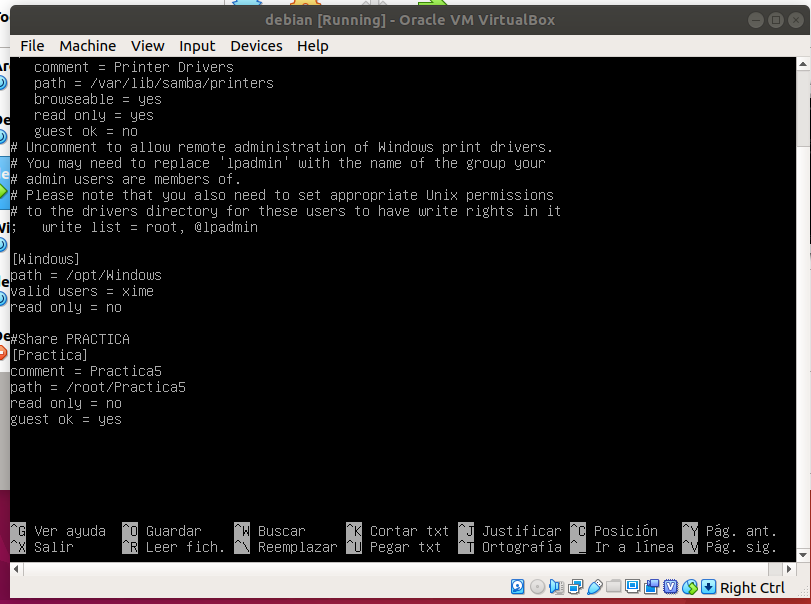 debian [Running] - Oracle VM VirtualBox
File Machine View Input Devices Help
comment = Printer Drivers
path = /var/lib/samba/printers
browseable = yes
read only = yes
guest ok = no
# Uncomment to allow remote administration of Windows print drivers.
# You may need to replace 'lpadmin' with the name of the group your
# admin users are members of.
# Please note that you also need to set appropriate Unix permissions
# to the drivers directory for these users to have write rights in it
; write list = root, @lpadmin
[Windows]
path = /opt/Windows
valid users = xime
read only = no
#Share PRACTICA
[Practica]
comment = Practica5
path = /root/Practica5
read only = no
guest ok = yes
^G Ver ayuda ^O Guardar ^W Buscar ^K Cortar txt ^J Justificar ^C Posición ^Y Pág. ant.
^X Salir ^R Leer fich. ^\ Reemplazar ^U Pegar txt ^T Ortografía ^_ Ir a línea ^V Pág. sig.
Right Ctrl